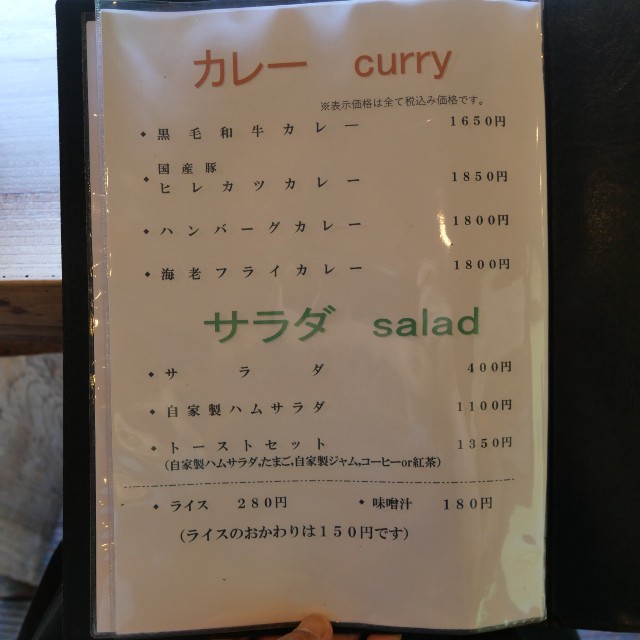 カレー curry
※表示価格は全て税込み価格です。
◆黒毛和牛カレー 1650円
国産豚
◆ヒレカツカレー 1850円
◆ハンバーグカレー 1800円
◆海老フライカレー 1800円
サラダ salad
◆サラダ 400円
◆自家製ハムサラダ 1100円
◆トーストセット 1350円
(自家製ハムサラダ,たまご,自家製ジャム,コーヒーor紅茶)
◆ライス 280円 ◆味噌汁 180円
(ライスのおかわりは150円です)